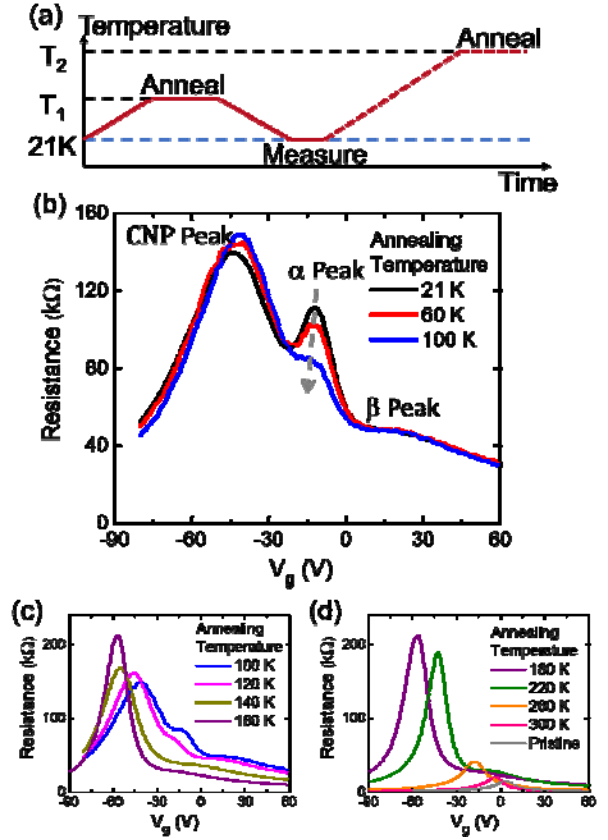 (a)
Temperature
T2
Anneal
Anneal
T1
21K
Measure
Time
(b)
160
CNP Peak
Annealing
Temperature
α Peak
21 K
60 K
100 K
120
80
40
0
β Peak
Resistance (kΩ)
-90 -60 -30 0 30 60
Vg (V)
(c)
Annealing
Temperature
100 K
120 K
140 K
160 K
200
100
0
Resistance (kΩ)
-90 -60 -30 0 30 60
Vg (V)
(d)
Annealing
Temperature
180 K
220 K
260 K
300 K
Pristine
200
100
0
Resistance (kΩ)
-90 -60 -30 0 30 60
Vg (V)